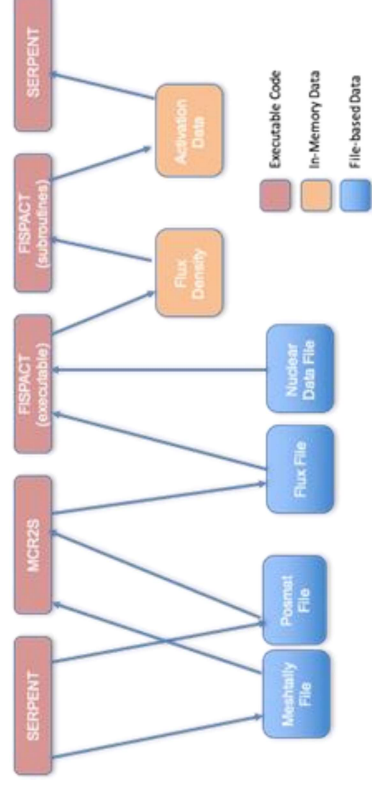 SERPENT
MCR2S
FISPACT
(executable)
FISPACT
(subroutines)
SERPENT
Flux
Density
Activation
Data
Meshtally
File
Posmat
File
Flux File
Nuclear
Data File
Executable Code
In-Memory Data
File-based Data